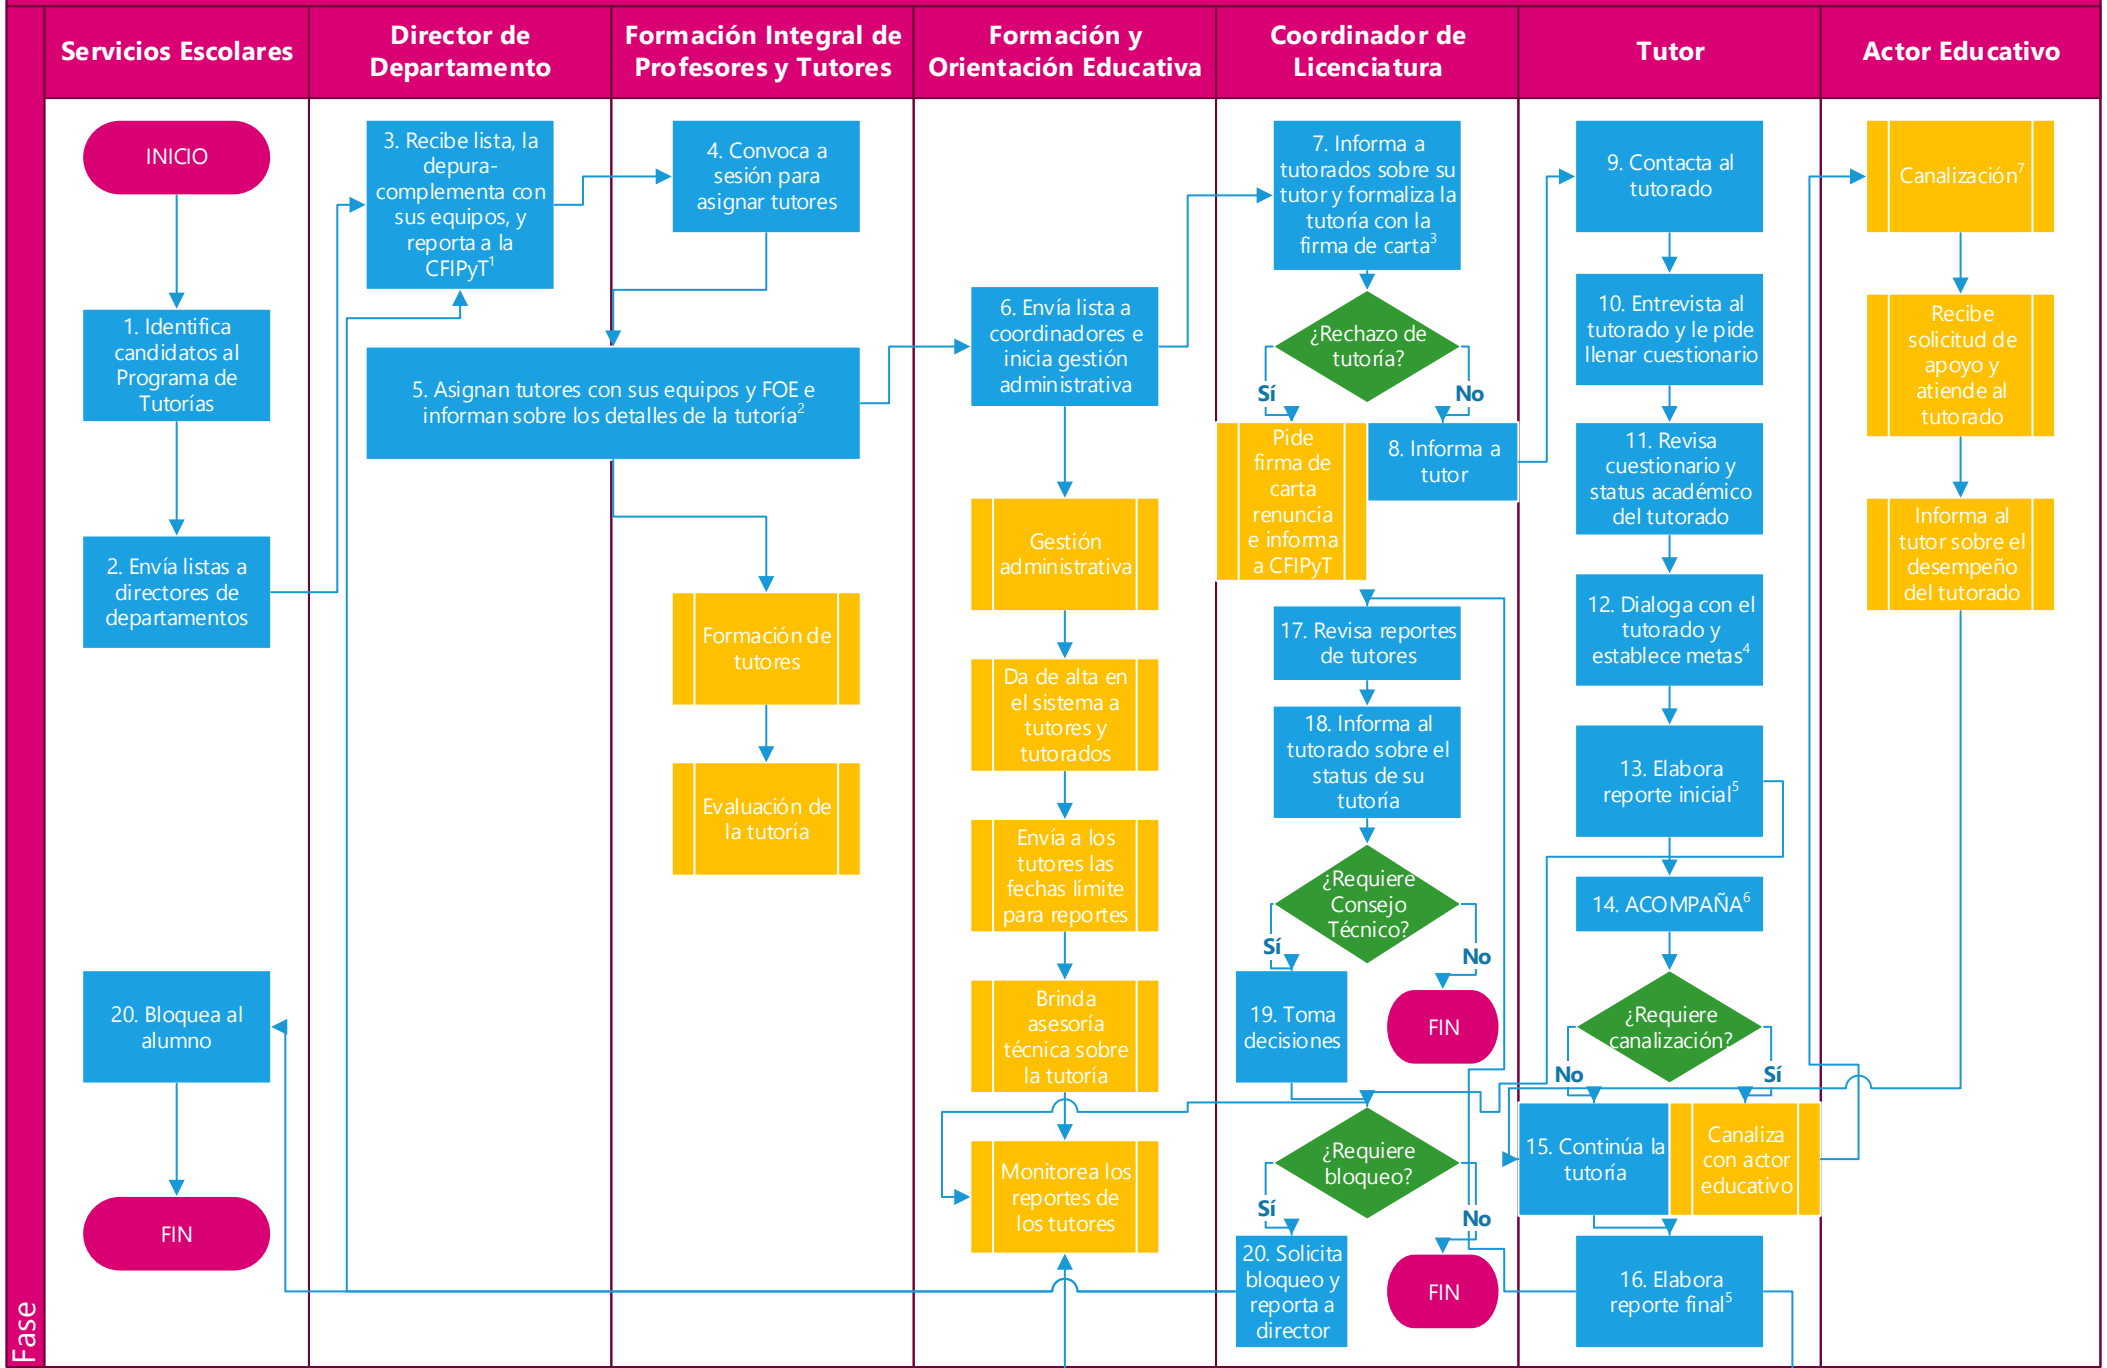 Servicios Escolares
Director de
Departamento
Formación Integral de
Profesores y Tutores
Formación y
Orientación Educativa
Coordinador de
Licenciatura
Tutor
Actor Educativo
Fase
INICIO
1. Identifica
candidatos al
Programa de
Tutorías
2. Envía listas a
directores de
departamentos
20. Bloquea al
alumno
FIN
3. Recibe lista, la
depura-
complementa con
sus equipos, y
reporta a la
CFIPyT1
4. Convoca a
sesión para
asignar tutores
5. Asignan tutores con sus equipos y FOE e
informan sobre los detalles de la tutoría2
Formación de
tutores
Evaluación de
la tutoría
6. Envía lista a
coordinadores e
inicia gestión
administrativa
Gestión
administrativa
Da de alta en
el sistema a
tutores y
tutorados
Envía a los
tutores las
fechas límite
para reportes
Brinda
asesoría
técnica sobre
la tutoría
Monitorea los
reportes de
los tutores
7. Informa a
tutorados sobre su
tutor y formaliza la
tutoría con la
firma de carta3
¿Rechazo de
tutoría?
Sí
No
Pide
firma de
carta
renuncia
e informa
a CFIPyT
8. Informa a
tutor
17. Revisa reportes
de tutores
18. Informa al
tutorado sobre el
status de su
tutoría
¿Requiere
Consejo
Técnico?
Sí
No
19. Toma
decisiones
FIN
¿Requiere
bloqueo?
Sí
No
20. Solicita
bloqueo y
reporta a
director
FIN
9. Contacta al
tutorado
10. Entrevista al
tutorado y le pide
llenar cuestionario
11. Revisa
cuestionario y
status académico
del tutorado
12. Dialoga con el
tutorado y
establece metas4
13. Elabora
reporte inicial5
14. ACOMPAÑA6
¿Requiere
canalización?
No
Sí
15. Continúa la
tutoría
Canaliza
con actor
educativo
16. Elabora
reporte final5
Canalización7
Recibe
solicitud de
apoyo y
atiende al
tutorado
Informa al
tutor sobre el
desempeño
del tutorado